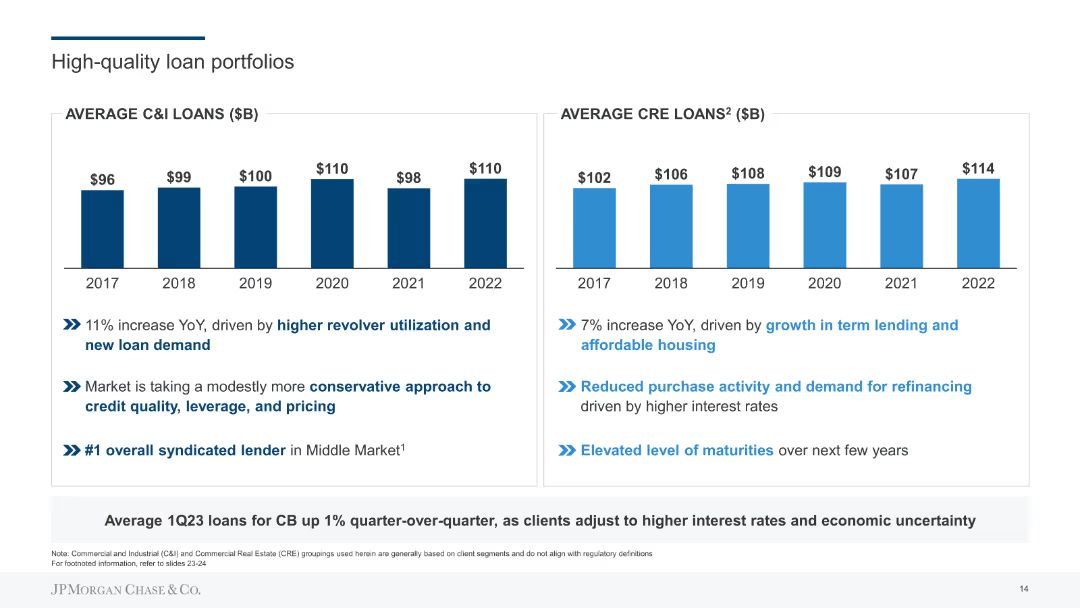 High-quality loan portfolios
AVERAGE C&I LOANS ($B)
$96
$99
$100
$110
$98
$110
2017
2018
2019
2020
2021
2022
11% increase YoY, driven by higher revolver utilization and
new loan demand
Market is taking a modestly more conservative approach to
credit quality, leverage, and pricing
#1 overall syndicated lender in Middle Market¹
AVERAGE CRE LOANS² ($B)
$102
$106
$108
$109
$107
$114
2017
2018
2019
2020
2021
2022
7% increase YoY, driven by growth in term lending and
affordable housing
Reduced purchase activity and demand for refinancing
driven by higher interest rates
Elevated level of maturities over next few years
Average 1Q23 loans for CB up 1% quarter-over-quarter, as clients adjust to higher interest rates and economic uncertainty
Note: Commercial and Industrial (C&I) and Commercial Real Estate (CRE) groupings used herein are generally based on client segments and do not align with regulatory definitions
For footnoted information, refer to slides 23-24
JPMORGAN CHASE & CO.
14